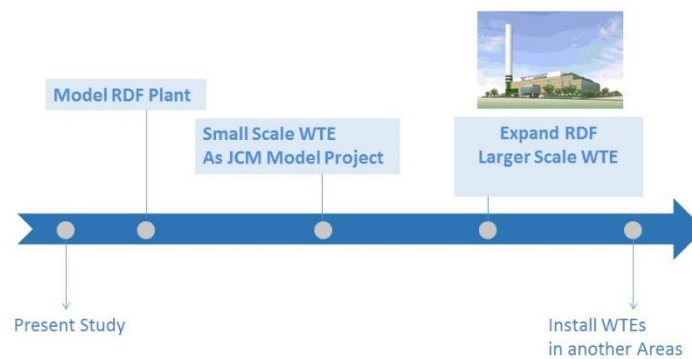 Model RDF Plant
Small Scale WTE
As JCM Model Project
Expand RDF
Larger Scale WTE
Present Study
Install WTEs
in another Areas